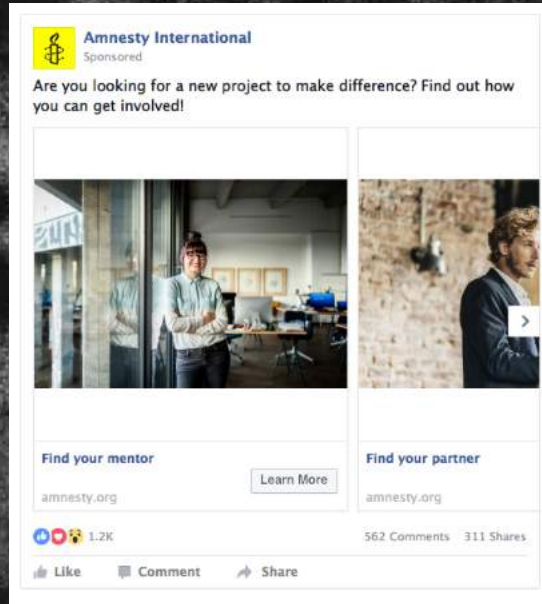 Amnesty International
Sponsored
Are you looking for a new project to make difference? Find out how
you can get involved!
Find your mentor
Learn More
amnesty.org
Find your partner
amnesty.org
1.2K
562 Comments 311 Shares
Like Comment Share